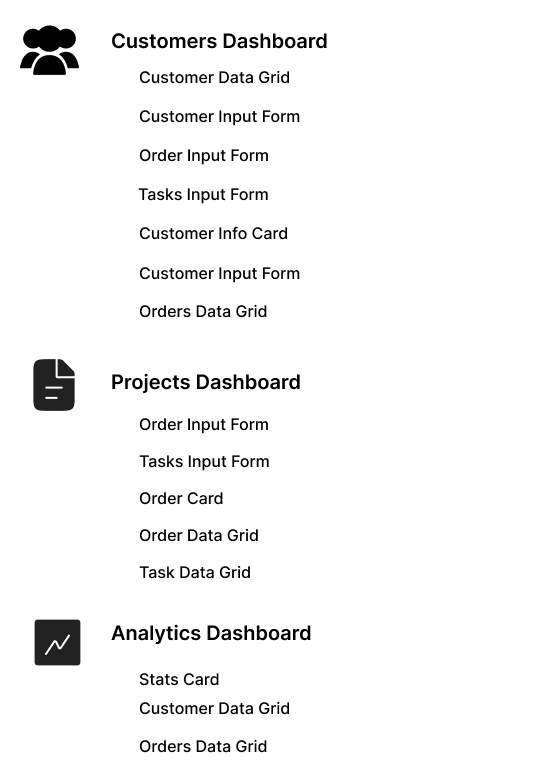 Customers Dashboard
Customer Data Grid
Customer Input Form
Order Input Form
Tasks Input Form
Customer Info Card
Customer Input Form
Orders Data Grid
Projects Dashboard
Order Input Form
Tasks Input Form
Order Card
Order Data Grid
Task Data Grid
Analytics Dashboard
Stats Card
Customer Data Grid
Orders Data Grid